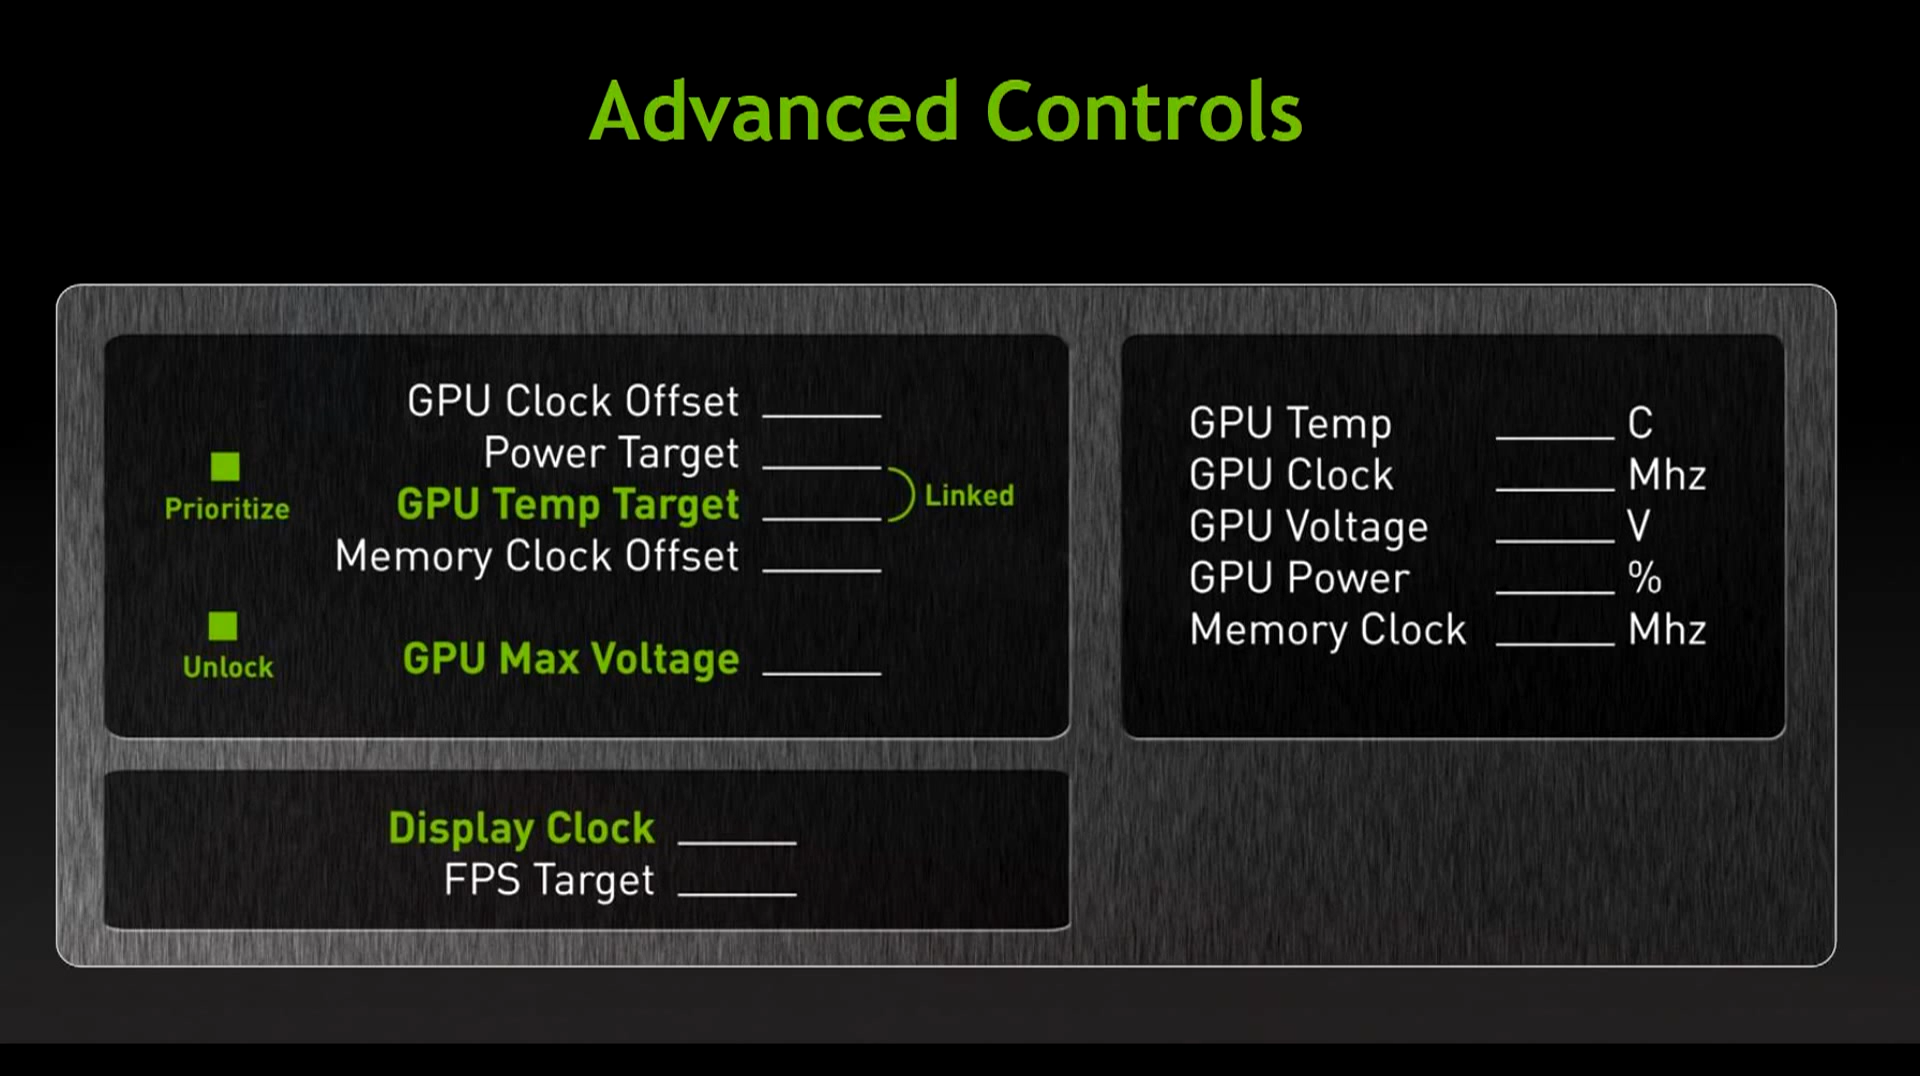 Advanced Controls
GPU Clock Offset
Power Target
Prioritize
GPU Temp Target
Linked
Memory Clock Offset
Unlock
GPU Max Voltage
Display Clock
FPS Target
GPU Temp C
GPU Clock Mhz
GPU Voltage V
GPU Power %
Memory Clock Mhz